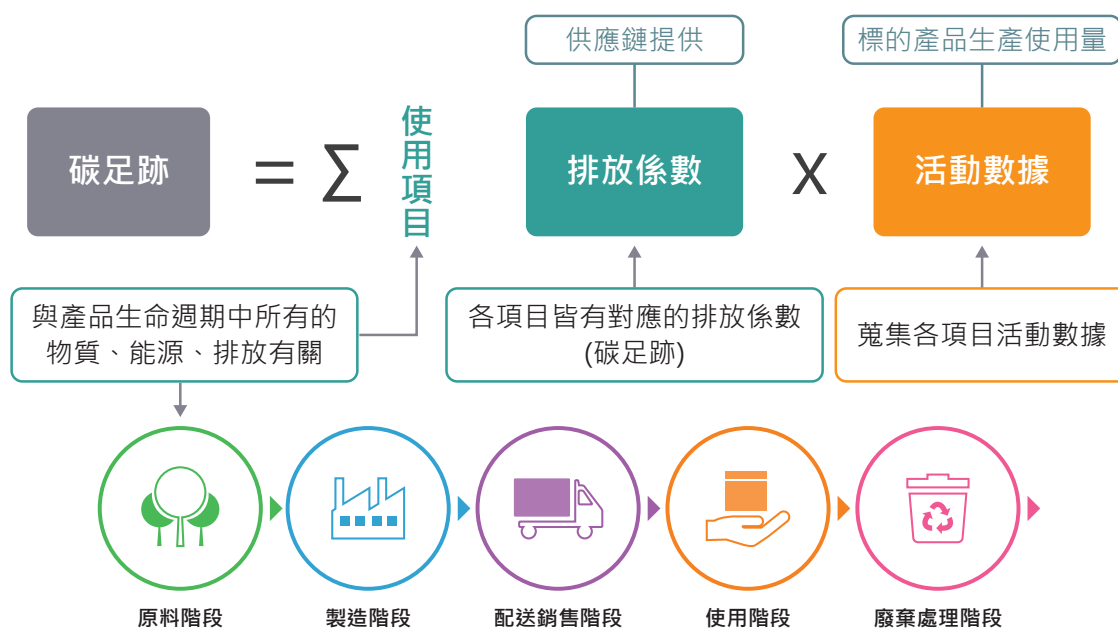 供應鏈提供
標的產品生產使用量
碳足跡
=
Σ
使用項目
排放係數
X
活動數據
與產品生命週期中所有的
物質、能源、排放有關
各項目皆有對應的排放係數
(碳足跡)
蒐集各項目活動數據
原料階段
製造階段
配送銷售階段
使用階段
廢棄處理階段